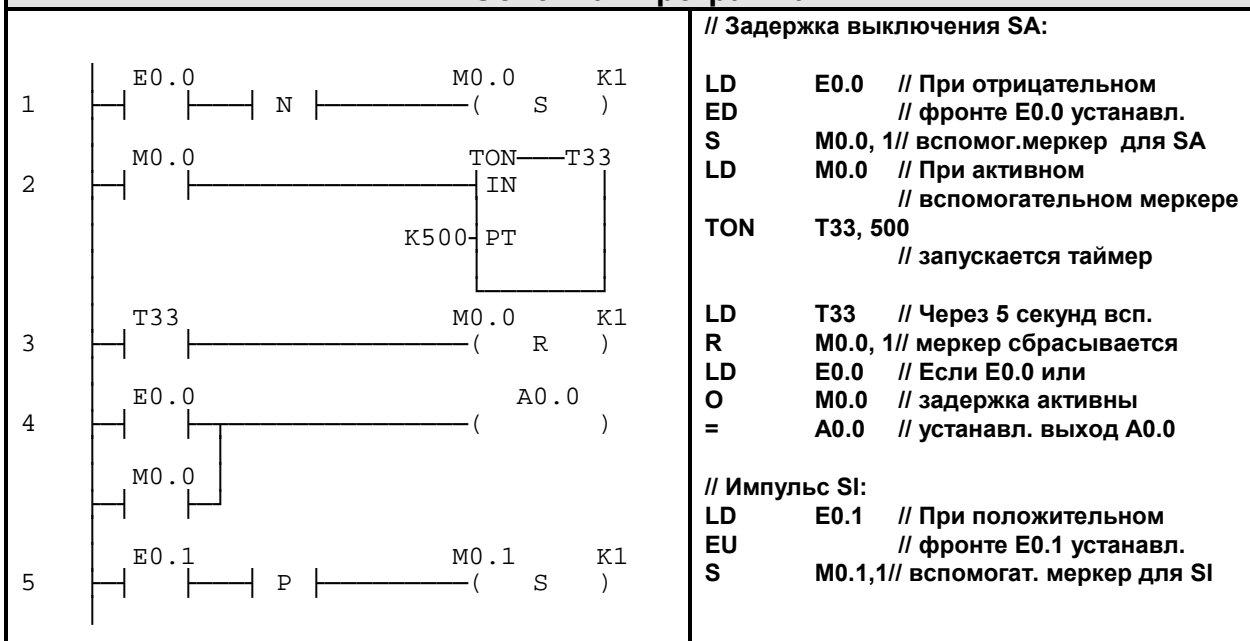 E0.0 M0.0 K1
1 N ( S )
M0.0 TON T33
2 IN
K500 PT
T33 M0.0 K1
3 ( R )
E0.0 A0.0
4 ( )
M0.0
E0.1 M0.1 K1
5 P ( S )
// Задержка выключения SA:
LD E0.0 // При отрицательном
ED // фронте E0.0 устанавл.
S M0.0, 1// вспомог.меркер для SA
LD M0.0 // При активном
// вспомогательном меркере
TON T33, 500
// запускается таймер
LD T33 // Через 5 секунд всп.
R M0.0, 1// меркер сбрасывается
LD E0.0 // Если E0.0 или
O M0.0 // задержка активны
= A0.0 // устанавл. выход A0.0
// Импульс SI:
LD E0.1 // При положительном
EU // фронте E0.1 устанавл.
S M0.1,1// вспомогат. меркер для SI